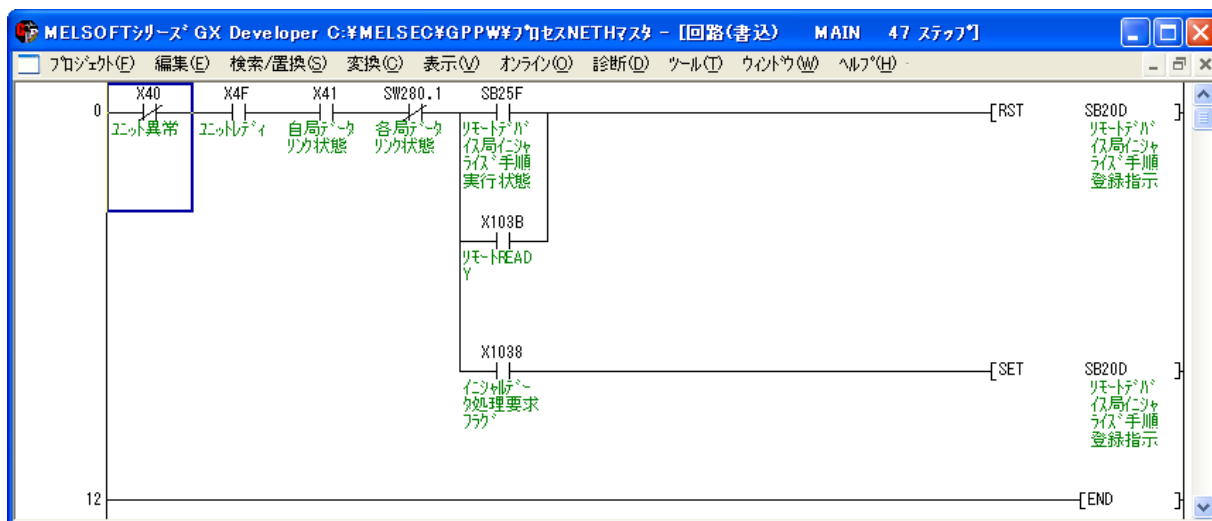 MELSOFTシリーズ GX Developer C:¥MELSEC¥GPPW¥プロセスNETHマスタ - [回路(書込) MAIN 47 ステップ]
プロジェクト(F) 編集(E) 検索/置換(S) 変換(C) 表示(V) オンライン(O) 診断(D) ツール(T) ウィンドウ(W) ヘルプ(H)
X40 X4F X41 SW280.1 SB25F
0 [RST SB20D ]
ユニット異常 ユニットレディ 自局データ 各局データ リモートデバ リモートデバ
リンク状態 リンク状態 イス局イニシャ イス局イニシャ
ライズ手順 ライズ手順
実行状態 登録指示
X103B
リモートREAD
Y
X1038
[SET SB20D ]
イニシャルデー リモートデバ
タ処理要求 イス局イニシャ
フラグ ライズ手順
登録指示
12 [END ]